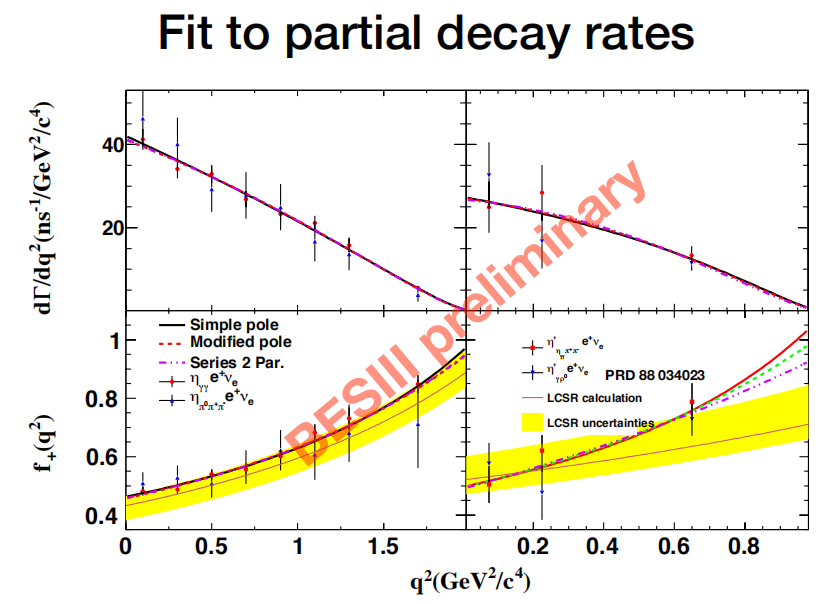 Fit to partial decay rates
dΓ/dq²(ns⁻¹/GeV²/c⁴)
40
20
BESIII preliminary
Simple pole
Modified pole
Series 2 Par.
η_γγ e⁺ν_e
η_π⁰π⁺π⁻ e⁺ν_e
η'_ηγγπ⁺π⁻ e⁺ν_e
η'_γρ⁰ e⁺ν_e
PRD 88 034023
LCSR calculation
LCSR uncertainties
f₊(q²)
1
0.8
0.6
0.4
0 0.5 1 1.5 0.2 0.4 0.6 0.8
q²(GeV²/c⁴)